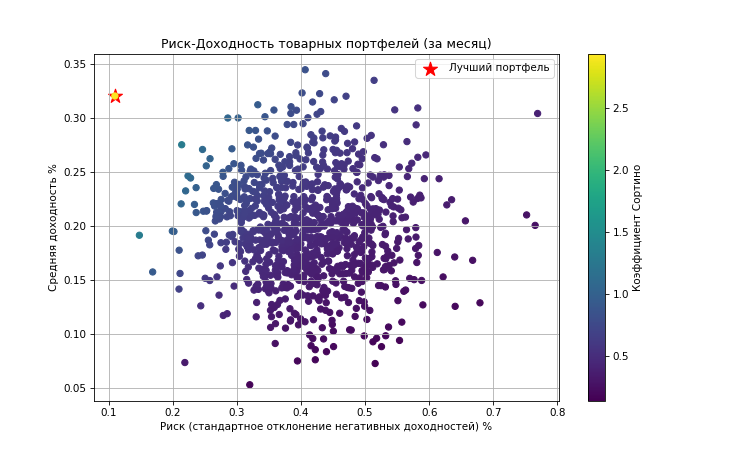 Риск-Доходность товарных портфелей (за месяц)
Лучший портфель
0.35
0.30
0.25
0.20
0.15
0.10
0.05
Средняя доходность %
0.1 0.2 0.3 0.4 0.5 0.6 0.7 0.8
Риск (стандартное отклонение негативных доходностей) %
2.5
2.0
1.5
1.0
0.5
Коэффициент Сортино